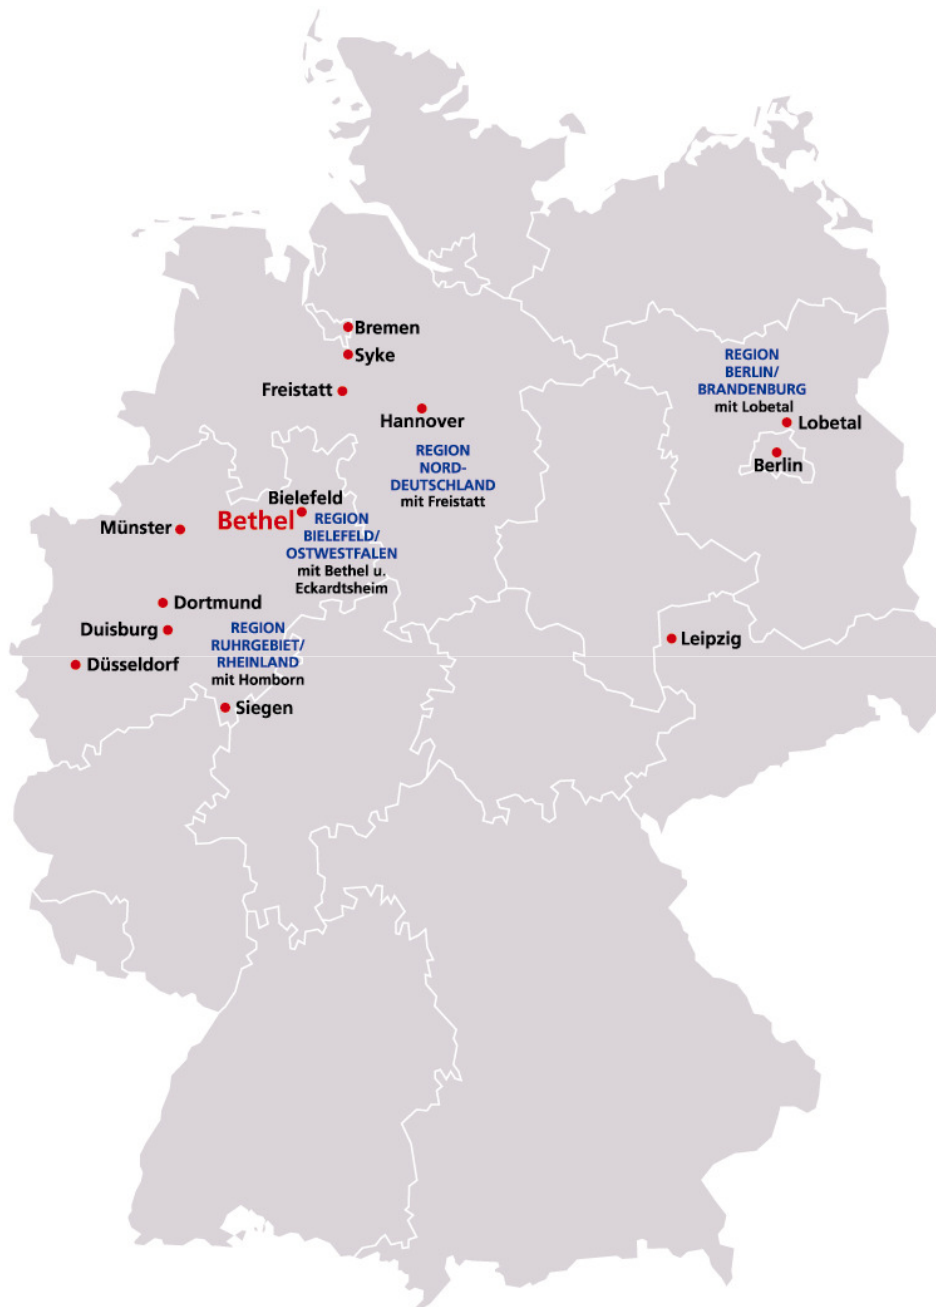 Bremen
Syke
Freistatt
Hannover
REGION
NORD-
DEUTSCHLAND
mit Freistatt
REGION
BERLIN/
BRANDENBURG
mit Lobetal
Lobetal
Berlin
Bielefeld
Bethel
REGION
BIELEFELD/
OSTWESTFALEN
mit Bethel u.
Eckardtsheim
Münster
Dortmund
Duisburg
Düsseldorf
REGION
RUHRGEBIET/
RHEINLAND
mit Homborn
Siegen
Leipzig